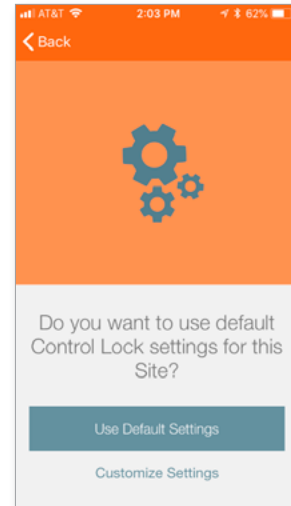 AT&T 2:03 PM 62%
Back
Do you want to use default
Control Lock settings for this
Site?
Use Default Settings
Customize Settings